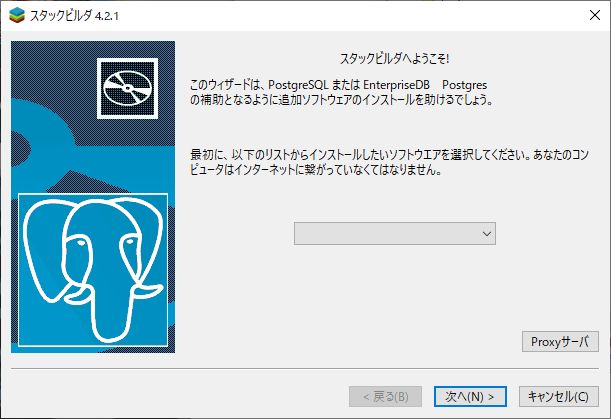 スタックビルダ 4.2.1
スタックビルダへようこそ!
このウィザードは、PostgreSQL または EnterpriseDB　Postgres
の補助となるように追加ソフトウェアのインストールを助けるでしょう。
最初に、以下のリストからインストールしたいソフトウエアを選択してください。あなたのコン
ピュータはインターネットに繋がっていなくてはなりません。
Proxyサーバ
< 戻る(B)
次へ(N) >
キャンセル(C)